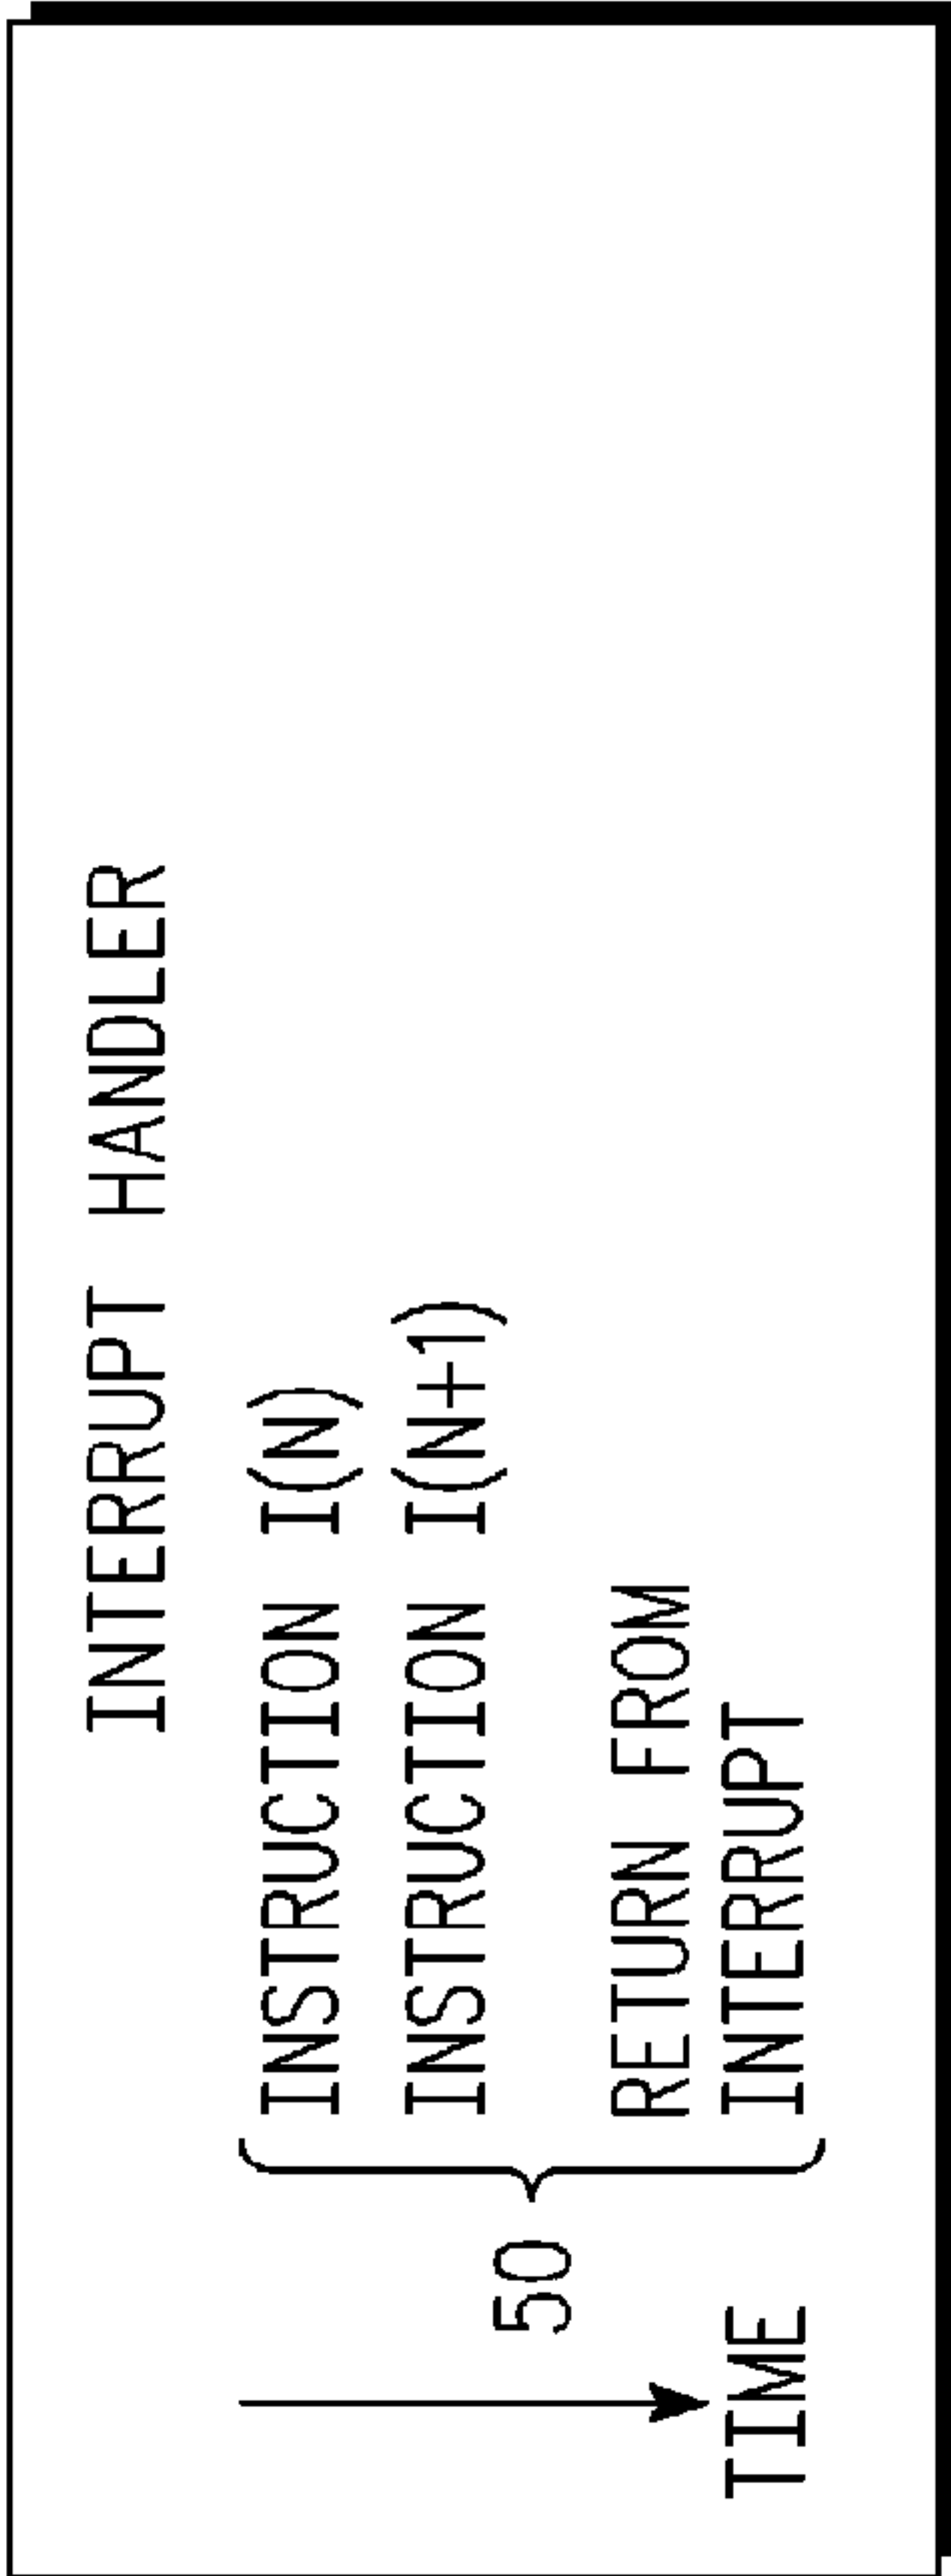 INTERRUPT HANDLER
INSTRUCTION I(N)
INSTRUCTION I(N+1)
50
RETURN FROM
INTERRUPT
TIME